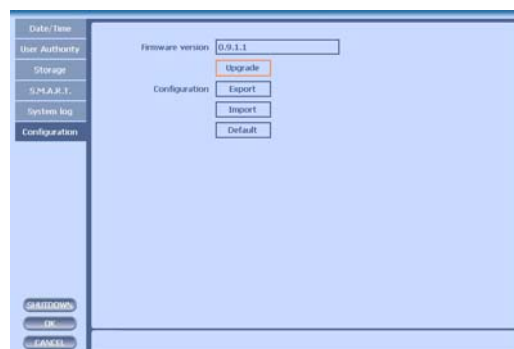 Date/Time
User Authority
Storage
S.M.A.R.T.
System log
Configuration
Firmware version 0.9.1.1
Upgrade
Configuration Export
Import
Default
SHUTDOWN
OK
CANCEL